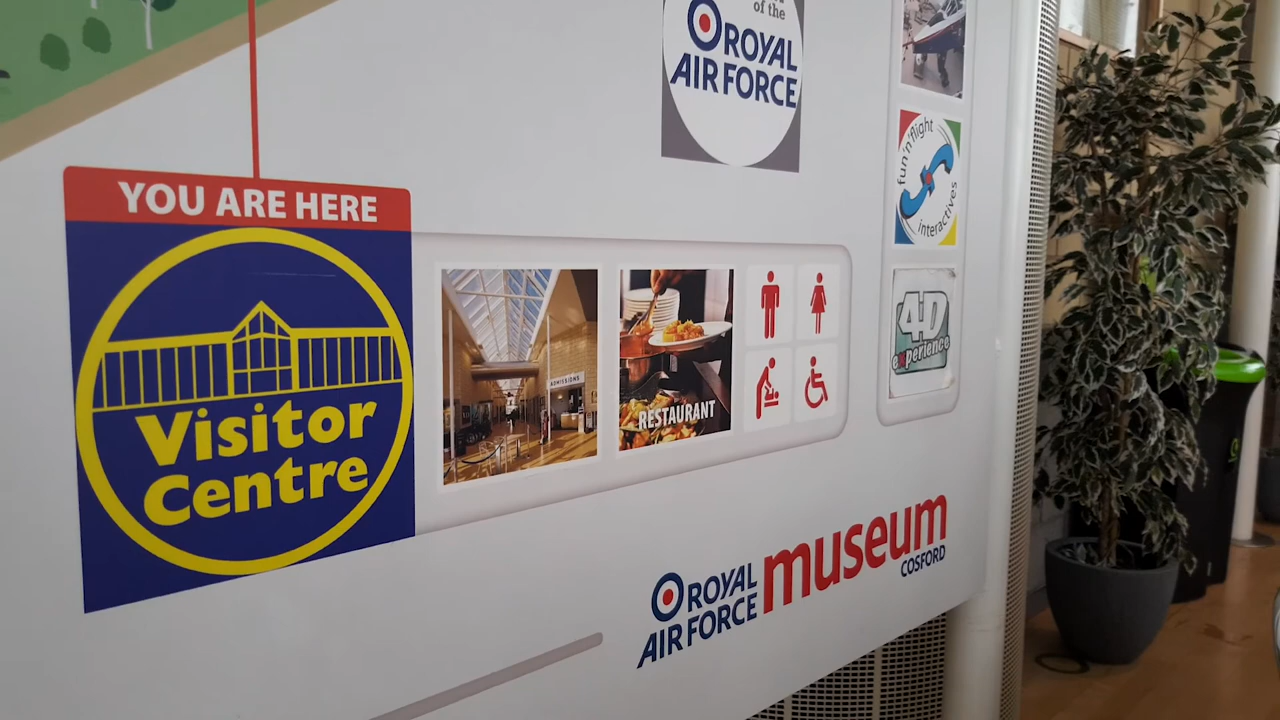 of the
ROYAL
AIR FORCE
fun'n'flight
interactives
4D
experience
YOU ARE HERE
Visitor
Centre
ADMISSIONS
RESTAURANT
ROYAL
AIR FORCE
museum
COSFORD